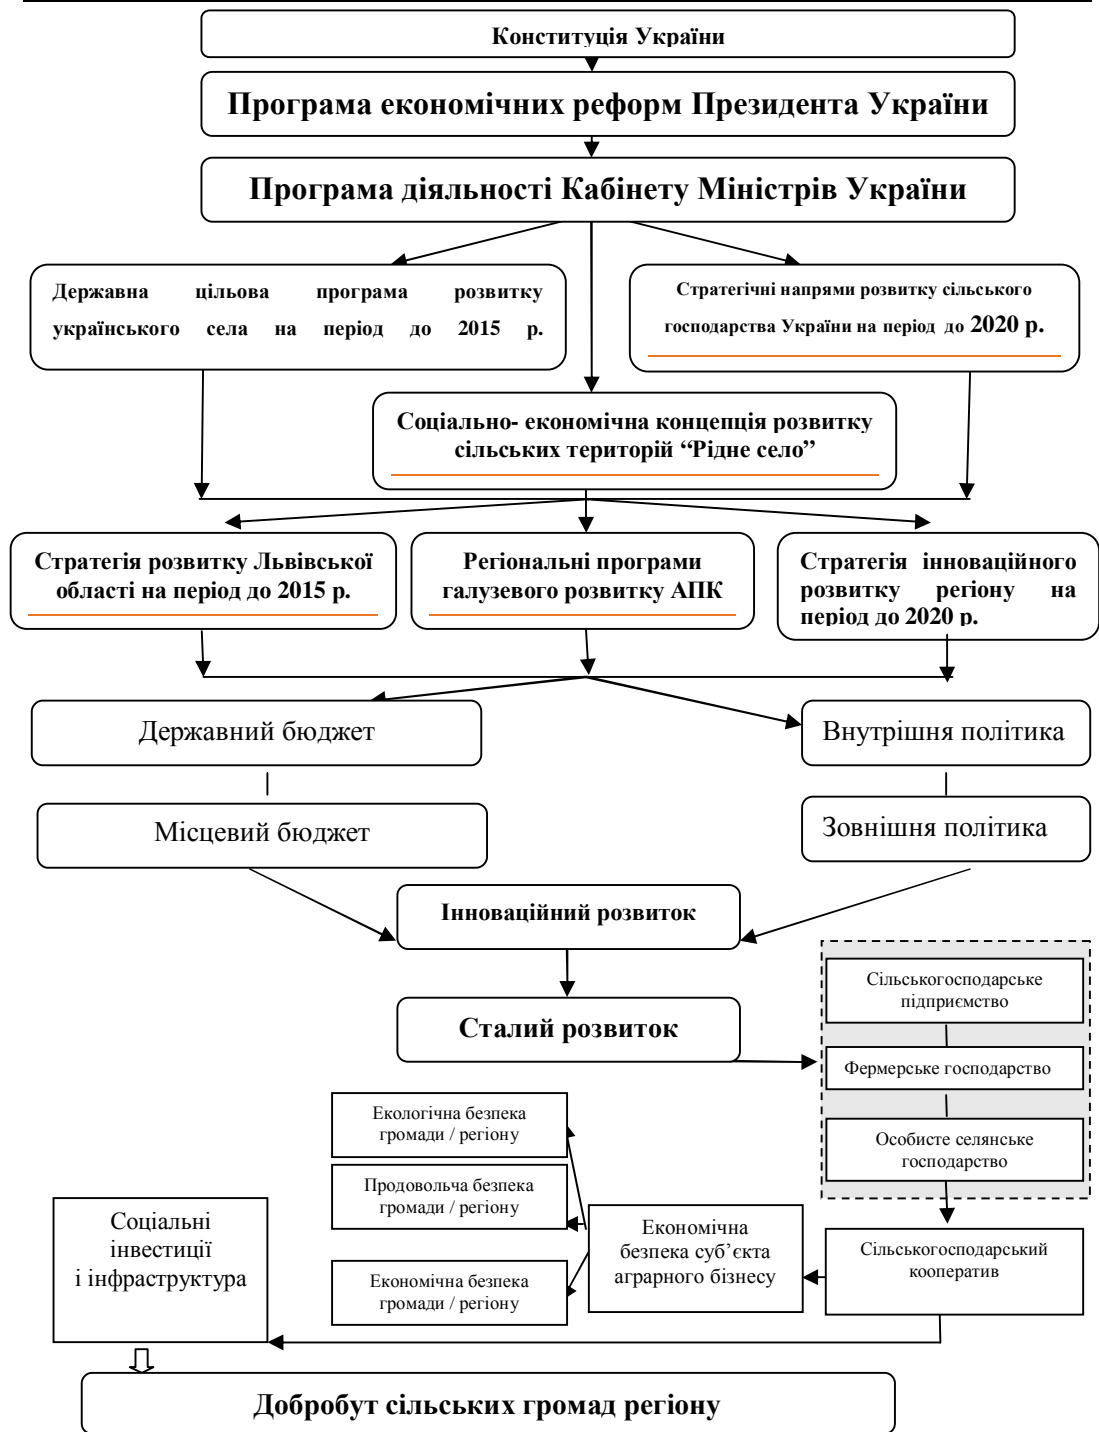 Конституція України
Програма економічних реформ Президента України
Програма діяльності Кабінету Міністрів України
Державна цільова програма розвитку
українського села на період до 2015 р.
Стратегічні напрями розвитку сільського
господарства України на період до 2020 р.
Соціально- економічна концепція розвитку
сільських територій “Рідне село”
Стратегія розвитку Львівської
області на період до 2015 р.
Регіональні програми
галузевого розвитку АПК
Стратегія інноваційного
розвитку регіону на
період до 2020 р.
Державний бюджет
Внутрішня політика
Місцевий бюджет
Зовнішня політика
Інноваційний розвиток
Сталий розвиток
Сільськогосподарське
підприємство
Фермерське господарство
Особисте селянське
господарство
Екологічна безпека
громади / регіону
Продовольча безпека
громади / регіону
Економічна безпека
громади / регіону
Економічна
безпека суб’єкта
аграрного бізнесу
Сільськогосподарський
кооператив
Соціальні
інвестиції
і інфраструктура
Добробут сільських громад регіону